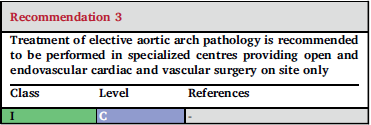 Recommendation 3
Treatment of elective aortic arch pathology is recommended
to be performed in specialized centres providing open and
endovascular cardiac and vascular surgery on site only
Class Level References
I C -